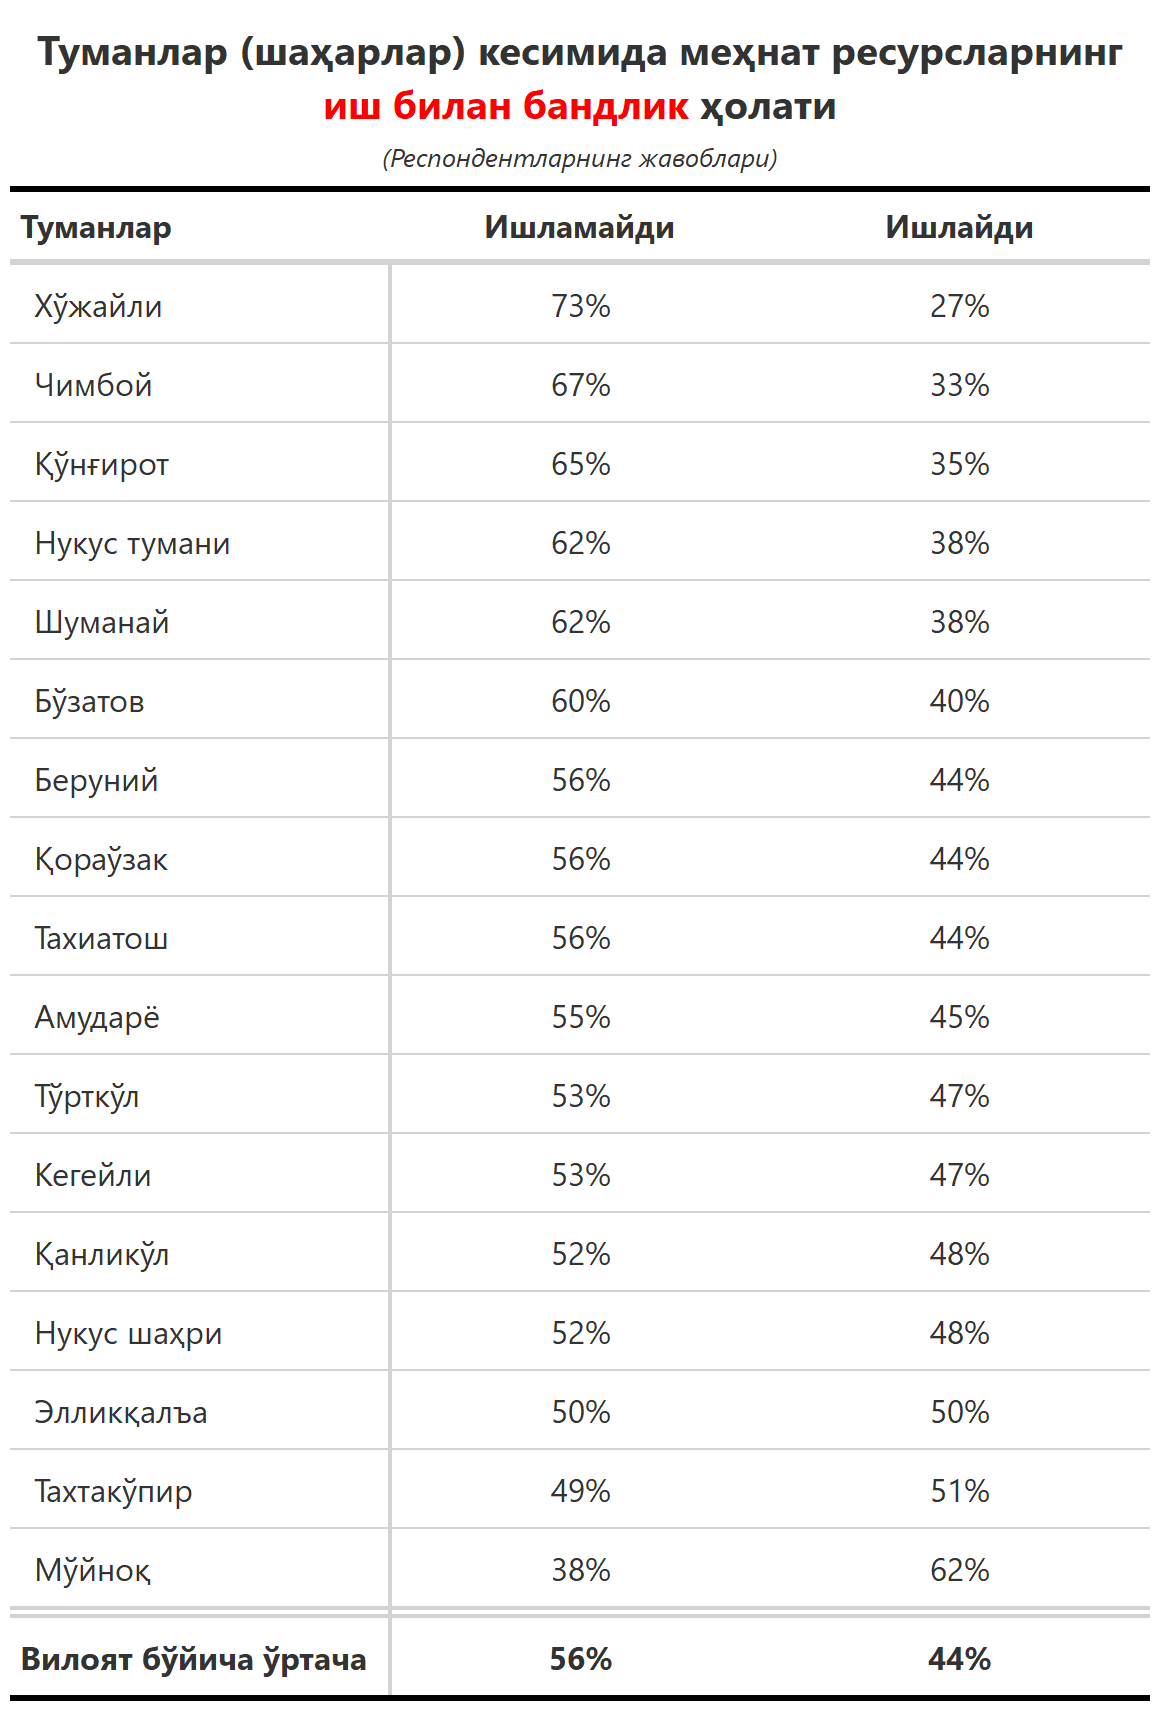 Туманлар (шаҳарлар) кесимида меҳнат ресурсларнинг
иш билан бандлик ҳолати
(Респондентларнинг жавоблари)
Туманлар Ишламайди Ишлайди
Хўжайли 73% 27%
Чимбой 67% 33%
Қўнғирот 65% 35%
Нукус тумани 62% 38%
Шуманай 62% 38%
Бўзатов 60% 40%
Беруний 56% 44%
Қораўзак 56% 44%
Тахиатош 56% 44%
Амударё 55% 45%
Тўрткўл 53% 47%
Кегейли 53% 47%
Қанликўл 52% 48%
Нукус шаҳри 52% 48%
Элликқалъа 50% 50%
Тахтакўпир 49% 51%
Мўйноқ 38% 62%
Вилоят бўйича ўртача 56% 44%